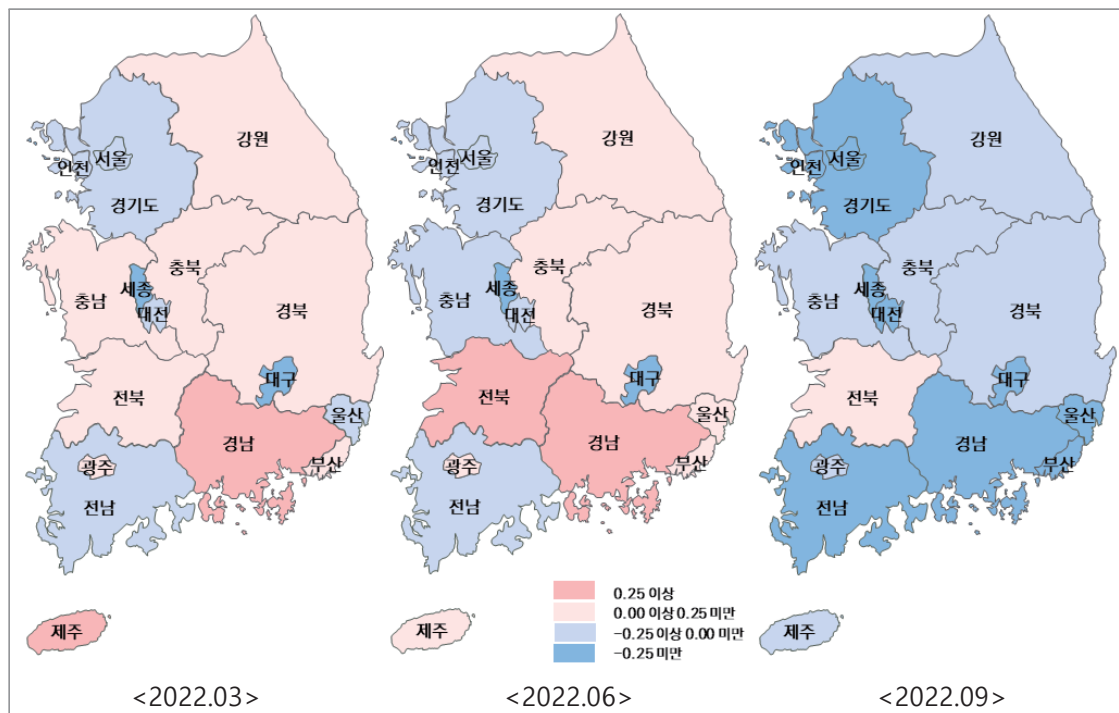 강원
서울
인천
경기도
충북
세종
충남
대전
경북
대구
전북
울산
경남
광주
부산
전남
제주
강원
서울
인천
경기도
충북
세종
충남
대전
경북
대구
전북
울산
경남
광주
부산
전남
제주
강원
서울
인천
경기도
충북
세종
충남
대전
경북
대구
전북
울산
경남
광주
부산
전남
제주
0.25 이상
0.00 이상 0.25 미만
-0.25 이상 0.00 미만
-0.25 미만
<2022.03>
<2022.06>
<2022.09>